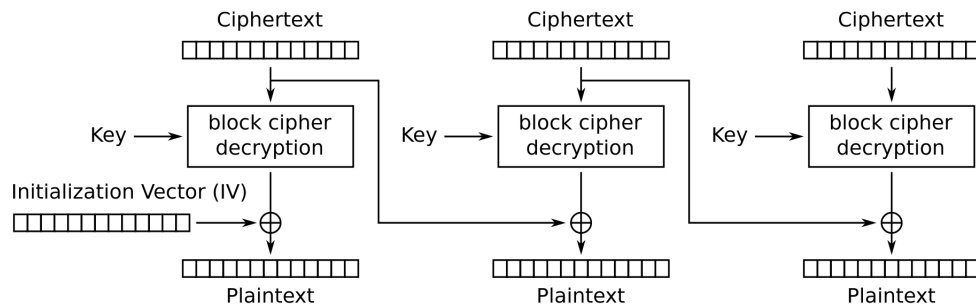 Ciphertext
Ciphertext
Ciphertext
Key
block cipher
decryption
Key
block cipher
decryption
Key
block cipher
decryption
Initialization Vector (IV)
Plaintext
Plaintext
Plaintext